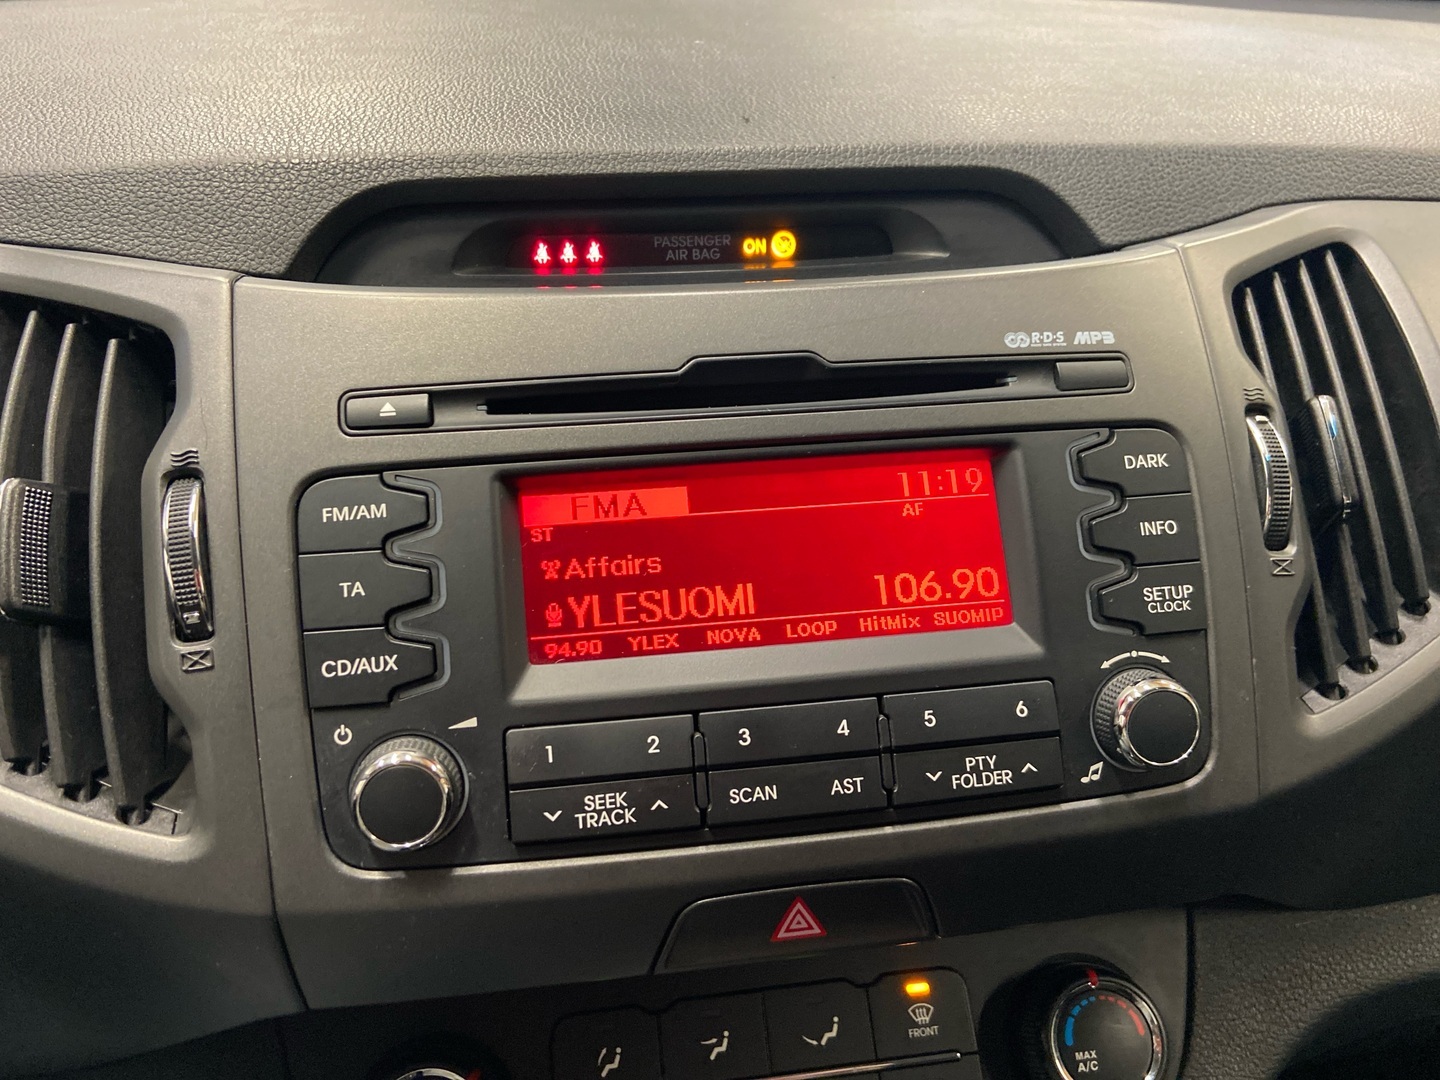 PASSENGER
AIR BAG
ON
R·D·S MP3
FM/AM
TA
CD/AUX
FMA
11:19
ST
AF
Affairs
YLESUOMI
106.90
94.90 YLEX NOVA LOOP HitMix SUOMIP
DARK
INFO
SETUP
CLOCK
1 2 3 4 5 6
SEEK
TRACK
SCAN
AST
PTY
FOLDER
FRONT
MAX
A/C